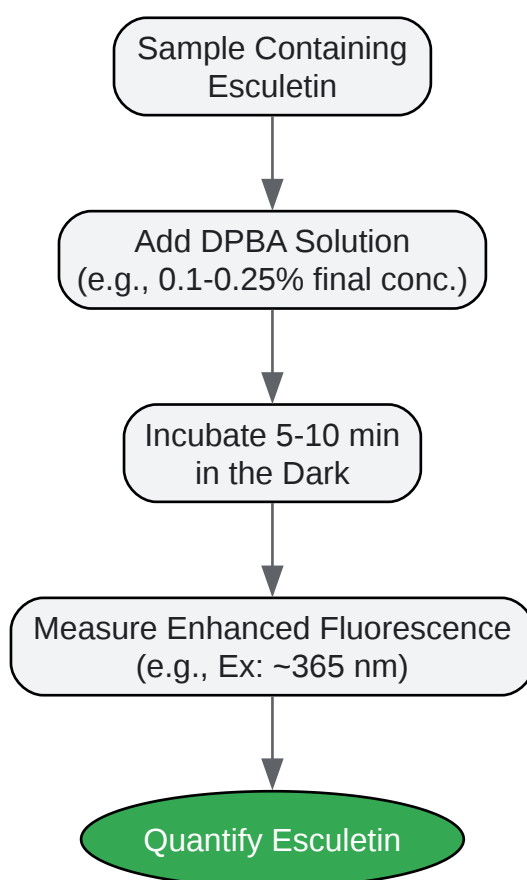 Sample Containing
Esculetin
Add DPBA Solution
(e.g., 0.1-0.25% final conc.)
Incubate 5-10 min
in the Dark
Measure Enhanced Fluorescence
(e.g., Ex: ~365 nm)
Quantify Esculetin